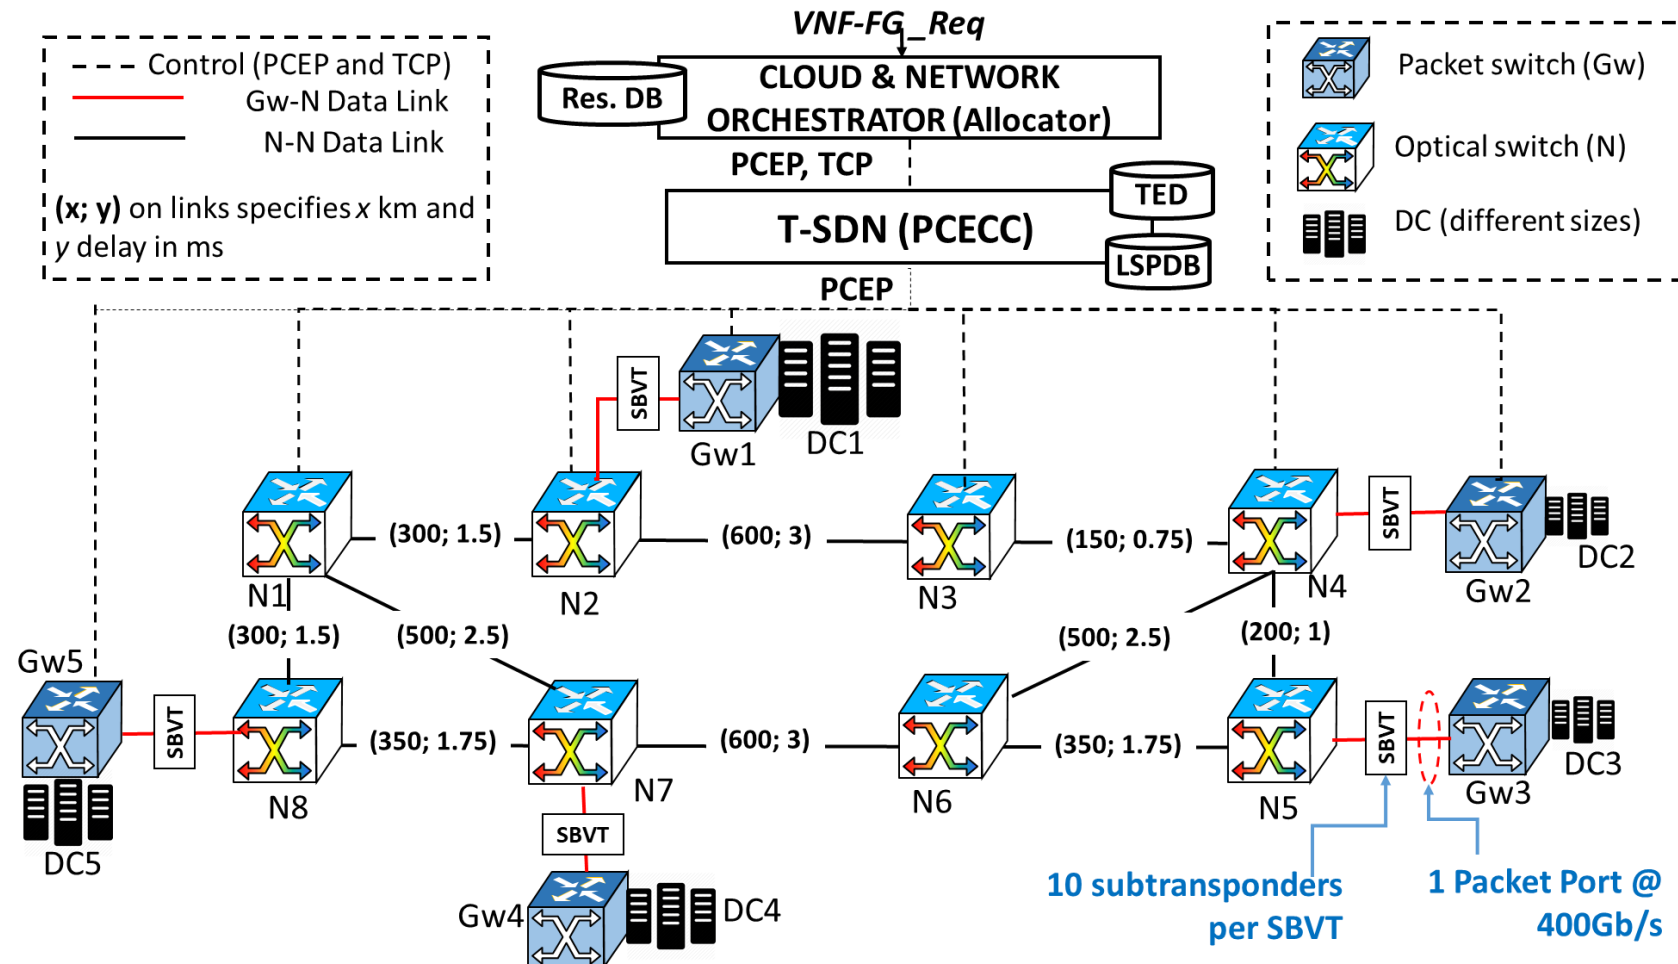 VNF-FG_Req
Control (PCEP and TCP)
Gw-N Data Link
N-N Data Link
(x; y) on links specifies x km and
y delay in ms
Res. DB
CLOUD & NETWORK
ORCHESTRATOR (Allocator)
PCEP, TCP
T-SDN (PCECC)
TED
LSPDB
PCEP
Packet switch (Gw)
Optical switch (N)
DC (different sizes)
SBVT
Gw1
DC1
(300; 1.5)
(600; 3)
(150; 0.75)
SBVT
DC2
Gw2
N1
N2
N3
N4
(300; 1.5)
(500; 2.5)
(500; 2.5)
(200; 1)
Gw5
SBVT
(350; 1.75)
(600; 3)
(350; 1.75)
SBVT
DC3
Gw3
N8
N7
N6
N5
DC5
SBVT
Gw4
DC4
10 subtransponders
per SBVT
1 Packet Port @
400Gb/s